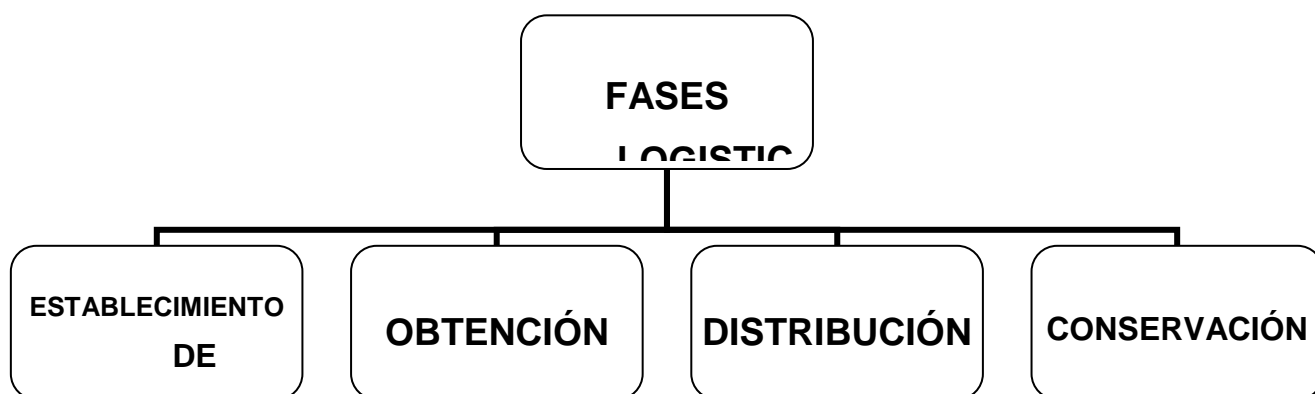 FASES
LOGISTIC
ESTABLECIMIENTO
DE
OBTENCIÓN
DISTRIBUCIÓN
CONSERVACIÓN